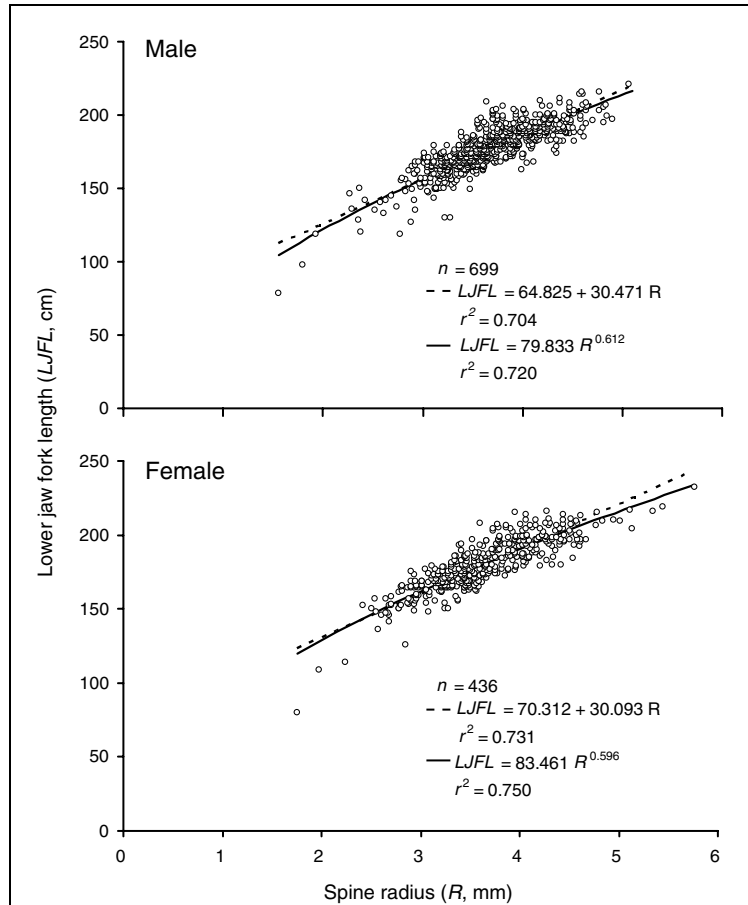 Male
250
200
150
100
50
0
n = 699
LJFL = 64.825 + 30.471 R
r² = 0.704
LJFL = 79.833 R^0.612
r² = 0.720
Lower jaw fork length (LJFL, cm)
Female
250
200
150
100
50
0
n = 436
LJFL = 70.312 + 30.093 R
r² = 0.731
LJFL = 83.461 R^0.596
r² = 0.750
0 1 2 3 4 5 6
Spine radius (R, mm)